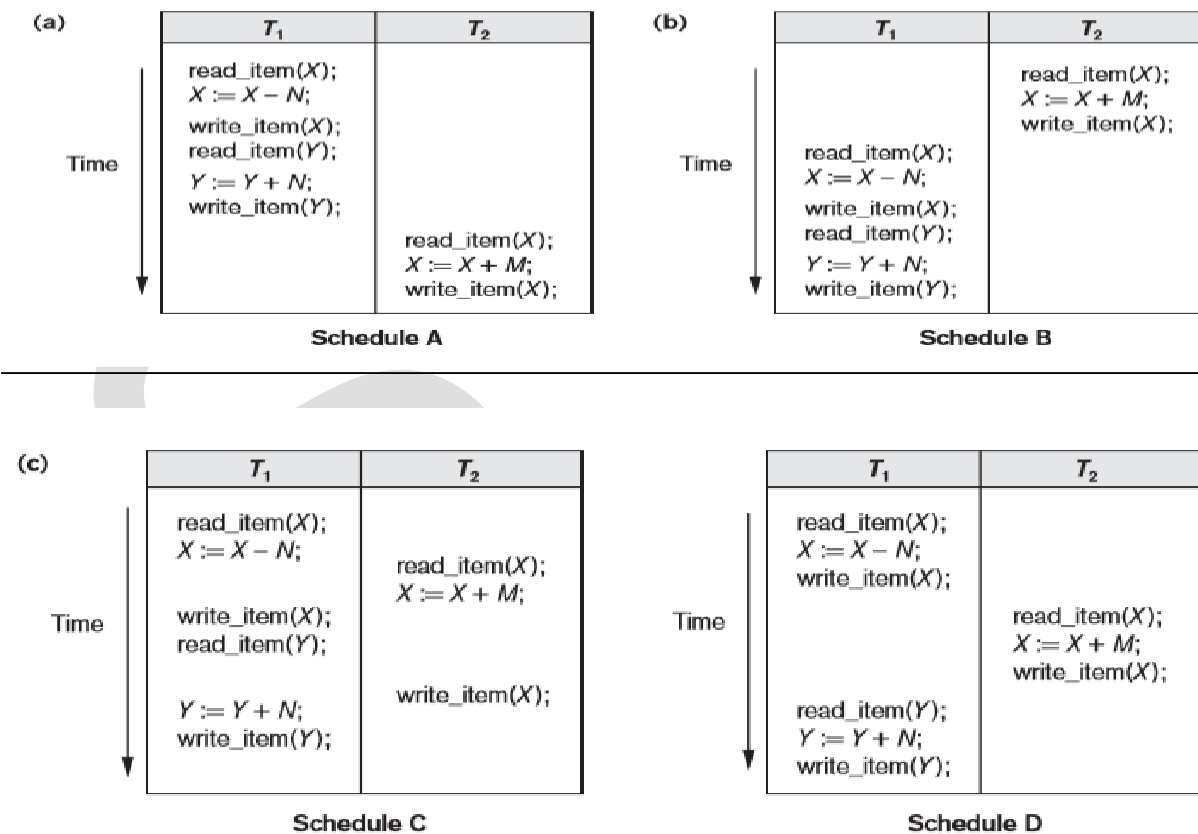 (a)
T1 T2
read_item(X);
X := X – N;
write_item(X);
read_item(Y);
Time
Y := Y + N;
write_item(Y);
read_item(X);
X := X + M;
write_item(X);
Schedule A
(b)
T1 T2
read_item(X);
X := X + M;
write_item(X);
Time
read_item(X);
X := X – N;
write_item(X);
read_item(Y);
Y := Y + N;
write_item(Y);
Schedule B
(c)
T1 T2
read_item(X);
X := X – N;
read_item(X);
X := X + M;
Time
write_item(X);
read_item(Y);
write_item(X);
Y := Y + N;
write_item(Y);
Schedule C
T1 T2
read_item(X);
X := X – N;
write_item(X);
Time
read_item(X);
X := X + M;
write_item(X);
read_item(Y);
Y := Y + N;
write_item(Y);
Schedule D